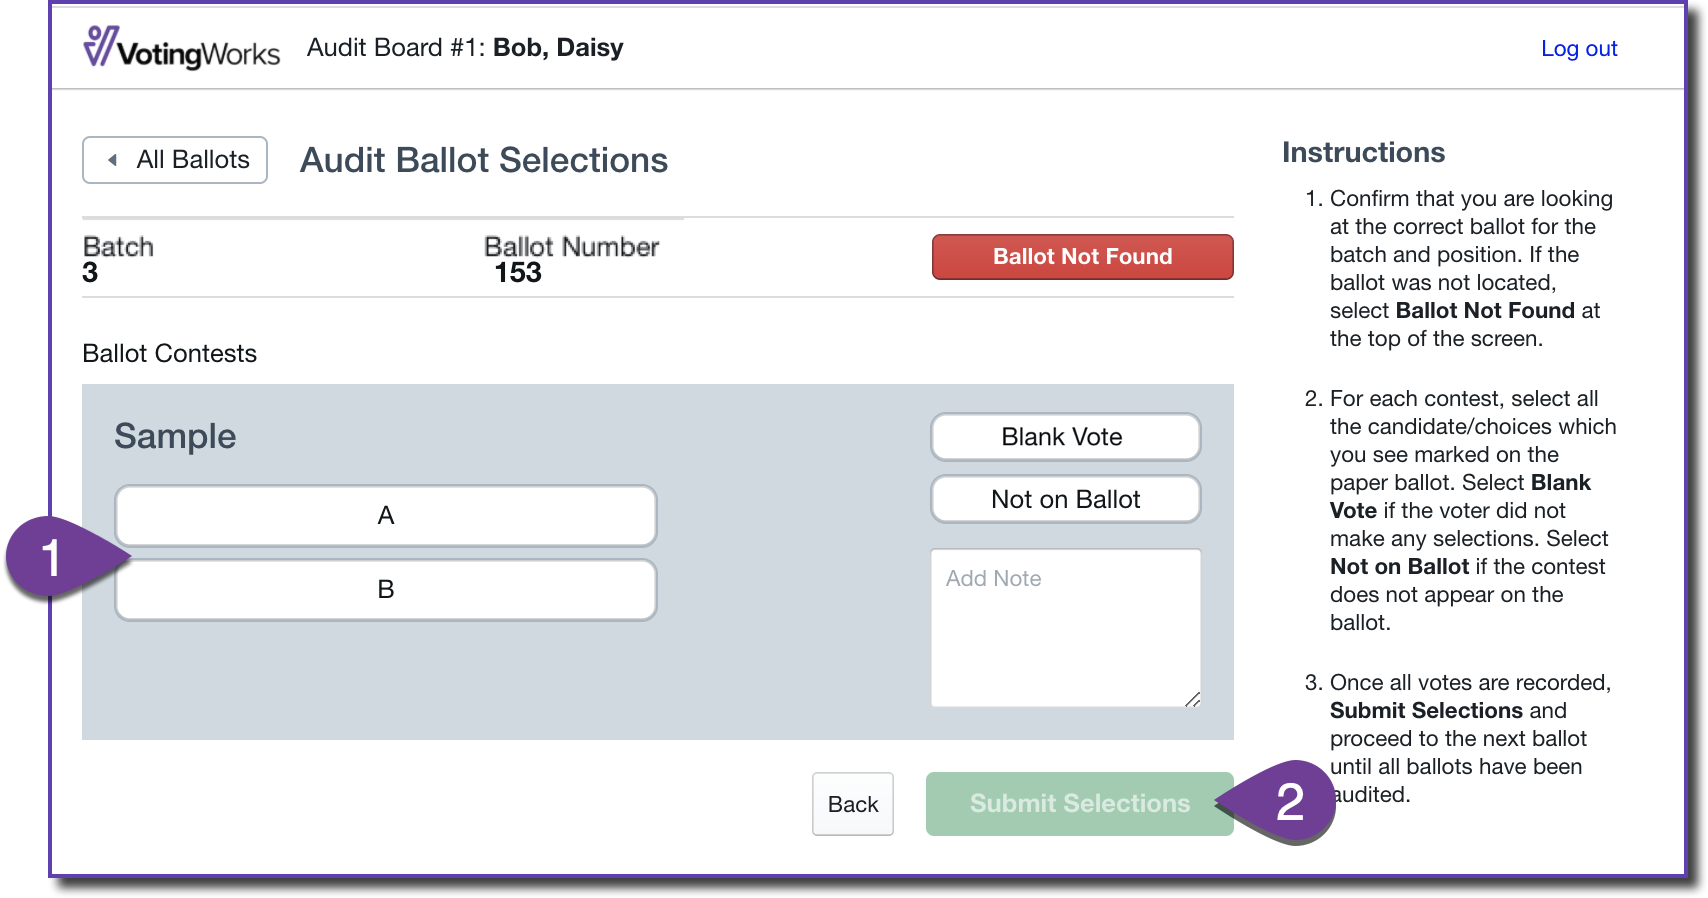 VotingWorks Audit Board #1: Bob, Daisy Log out
All Ballots Audit Ballot Selections
Batch Ballot Number
3 153
Ballot Not Found
Ballot Contests
Sample
Blank Vote
Not on Ballot
A
1
B
Add Note
Back Submit Selections 2
Instructions
1. Confirm that you are looking
at the correct ballot for the
batch and position. If the
ballot was not located,
select Ballot Not Found at
the top of the screen.
2. For each contest, select all
the candidate/choices which
you see marked on the
paper ballot. Select Blank
Vote if the voter did not
make any selections. Select
Not on Ballot if the contest
does not appear on the
ballot.
3. Once all votes are recorded,
Submit Selections and
proceed to the next ballot
until all ballots have been
audited.